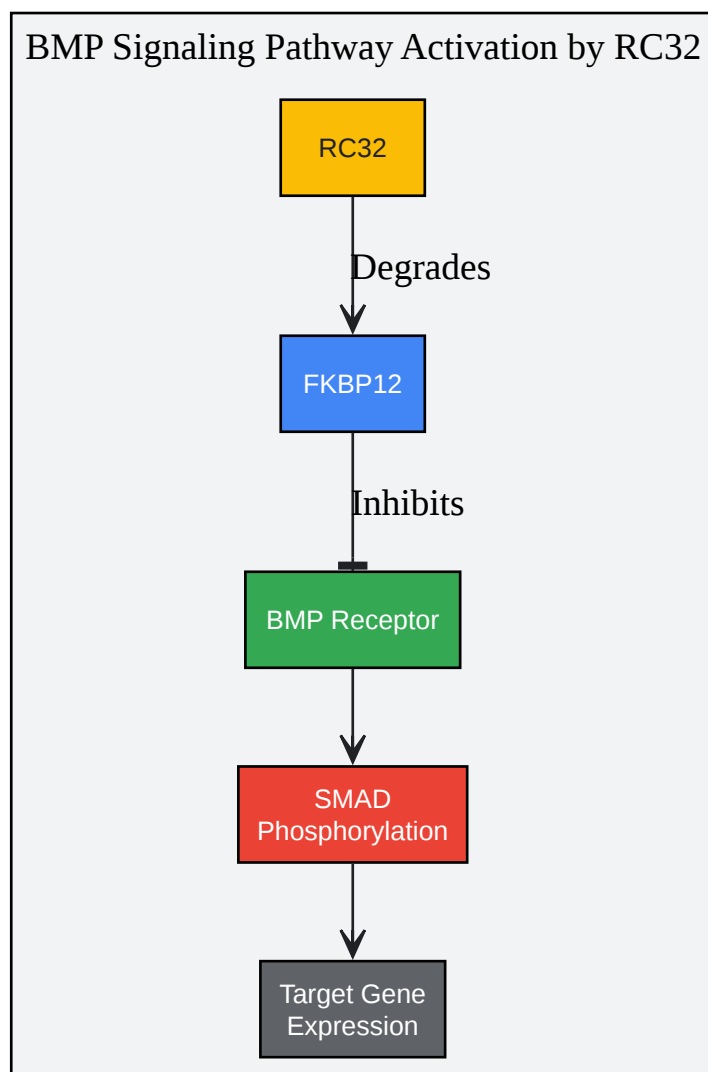 BMP Signaling Pathway Activation by RC32
RC32
Degrades
FKBP12
Inhibits
BMP Receptor
SMAD
Phosphorylation
Target Gene
Expression